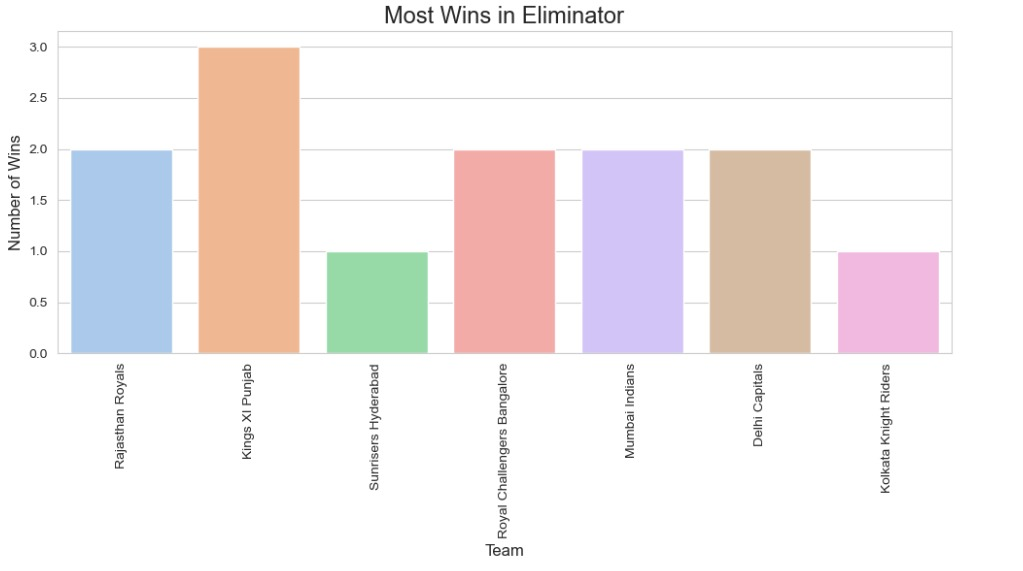 Most Wins in Eliminator
Number of Wins
3.0
2.5
2.0
1.5
1.0
0.5
0.0
Rajasthan Royals
Kings XI Punjab
Sunrisers Hyderabad
Royal Challengers Bangalore
Mumbai Indians
Delhi Capitals
Kolkata Knight Riders
Team